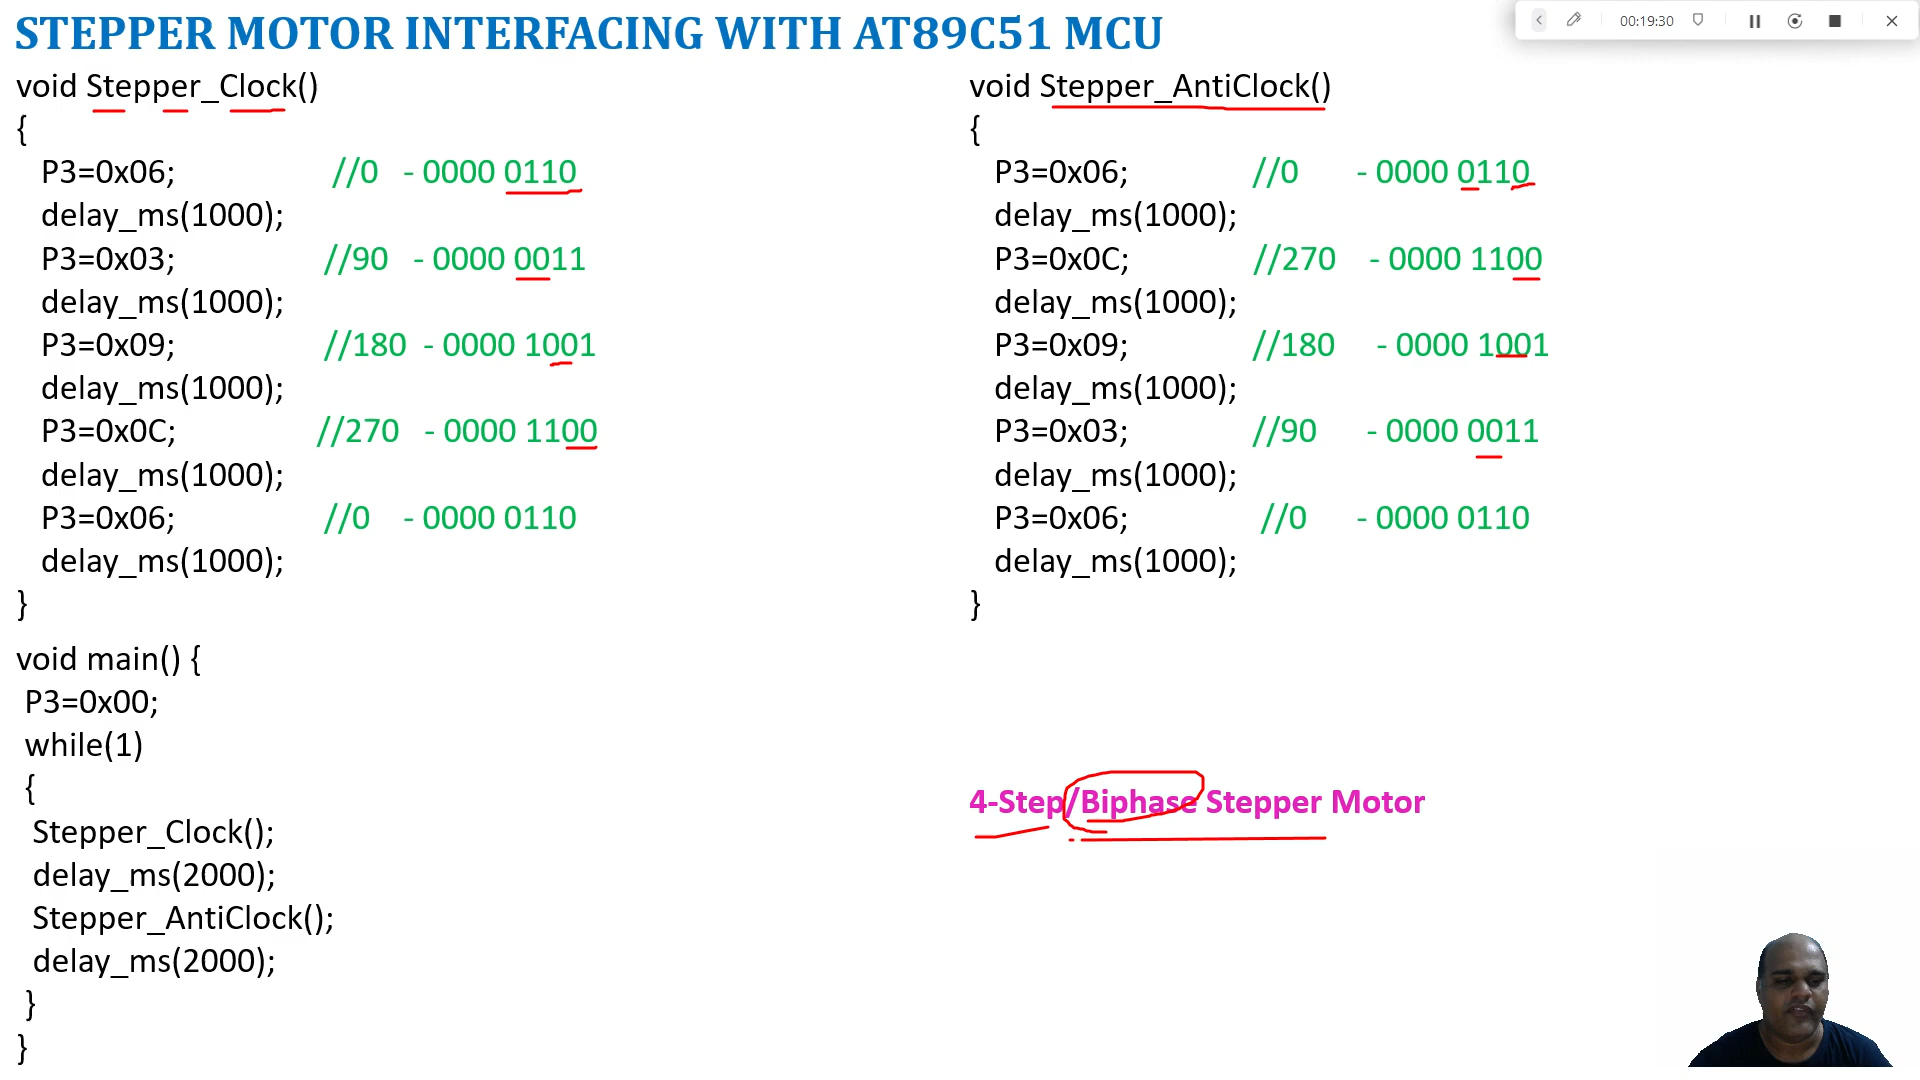 STEPPER MOTOR INTERFACING WITH AT89C51 MCU
00:19:30
void Stepper_Clock()
{
P3=0x06; //0 - 0000 0110
delay_ms(1000);
P3=0x03; //90 - 0000 0011
delay_ms(1000);
P3=0x09; //180 - 0000 1001
delay_ms(1000);
P3=0x0C; //270 - 0000 1100
delay_ms(1000);
P3=0x06; //0 - 0000 0110
delay_ms(1000);
}
void main() {
P3=0x00;
while(1)
{
Stepper_Clock();
delay_ms(2000);
Stepper_AntiClock();
delay_ms(2000);
}
}
void Stepper_AntiClock()
{
P3=0x06; //0 - 0000 0110
delay_ms(1000);
P3=0x0C; //270 - 0000 1100
delay_ms(1000);
P3=0x09; //180 - 0000 1001
delay_ms(1000);
P3=0x03; //90 - 0000 0011
delay_ms(1000);
P3=0x06; //0 - 0000 0110
delay_ms(1000);
}
4-Step/Biphase Stepper Motor